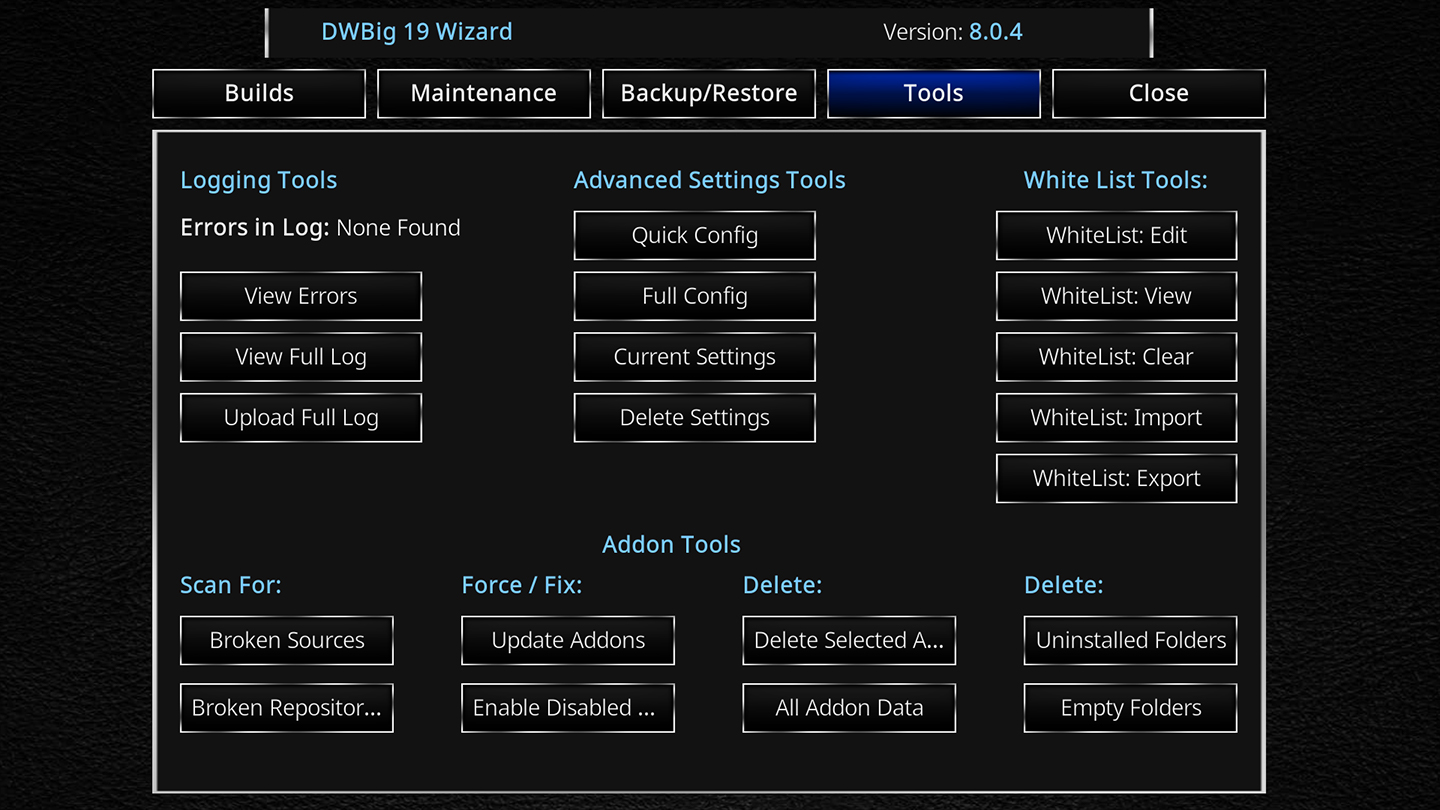 DWBig 19 Wizard
Version: 8.0.4
Builds
Maintenance
Backup/Restore
Tools
Close
Logging Tools
Errors in Log: None Found
View Errors
View Full Log
Upload Full Log
Advanced Settings Tools
Quick Config
Full Config
Current Settings
Delete Settings
White List Tools:
WhiteList: Edit
WhiteList: View
WhiteList: Clear
WhiteList: Import
WhiteList: Export
Addon Tools
Scan For:
Broken Sources
Broken Repositor...
Force / Fix:
Update Addons
Enable Disabled ...
Delete:
Delete Selected A...
All Addon Data
Delete:
Uninstalled Folders
Empty Folders